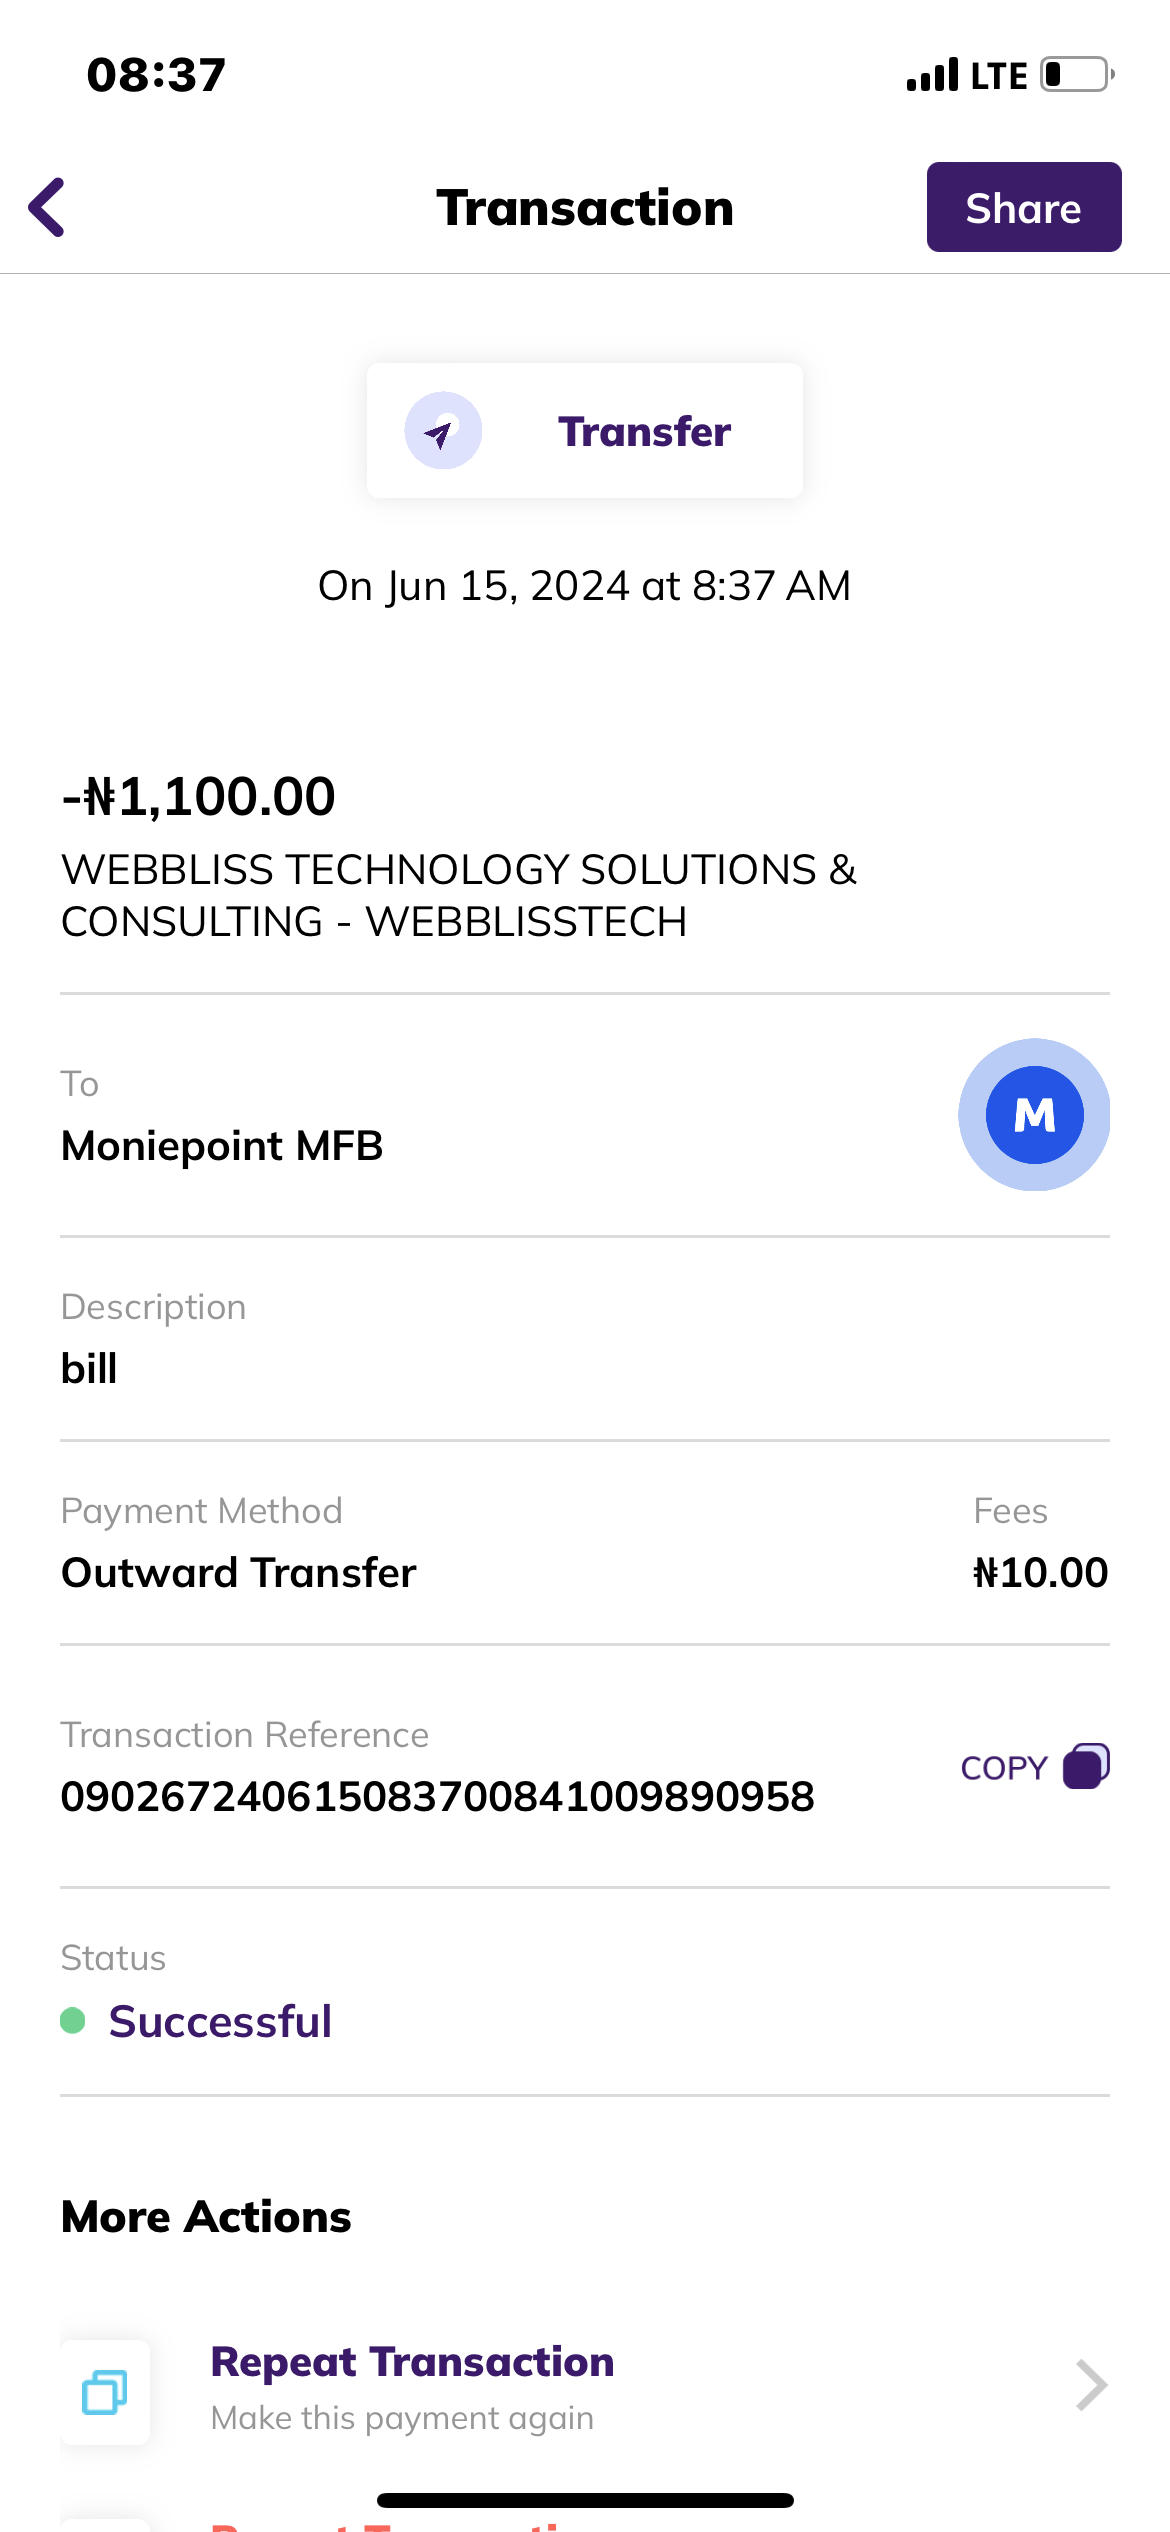 08:37
LTE
Transaction
Share
Transfer
On Jun 15, 2024 at 8:37 AM
-₦1,100.00
WEBBLISS TECHNOLOGY SOLUTIONS &
CONSULTING - WEBBLISSTECH
To
Moniepoint MFB
M
Description
bill
Payment Method
Fees
Outward Transfer
₦10.00
Transaction Reference
090267240615083700841009890958
COPY
Status
Successful
More Actions
Repeat Transaction
Make this payment again